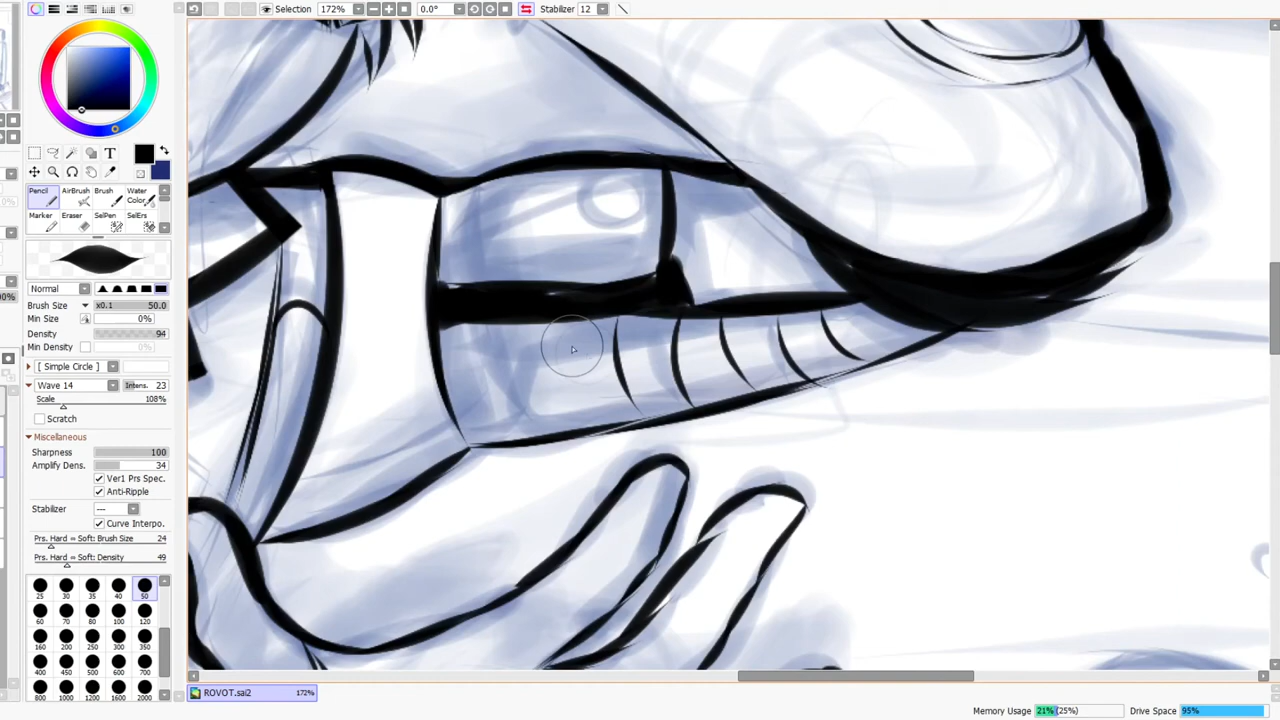 Selection 172% 0.0° Stabilizer 12
T
Pencil AirBrush Brush Water Color
Marker Eraser SelPen SelErs
Normal
Brush Size x0.1 50.0
Min Size 0%
Density 94
Min Density 0%
[ Simple Circle ]
Wave 14 Intens. 23
Scale 108%
Scratch
Miscellaneous
Sharpness 100
Amplify Dens. 34
Ver1 Prs Spec.
Anti-Ripple
Stabilizer ---
Curve Interpo.
Prs. Hard ⇔ Soft: Brush Size 24
Prs. Hard ⇔ Soft: Density 49
25 30 35 40 50
60 70 80 100 120
160 200 250 300 350
400 450 500 600 700
800 1000 1200 1600 2000
ROVOT.sai2 172%
Memory Usage 21% (25%) Drive Space 95%